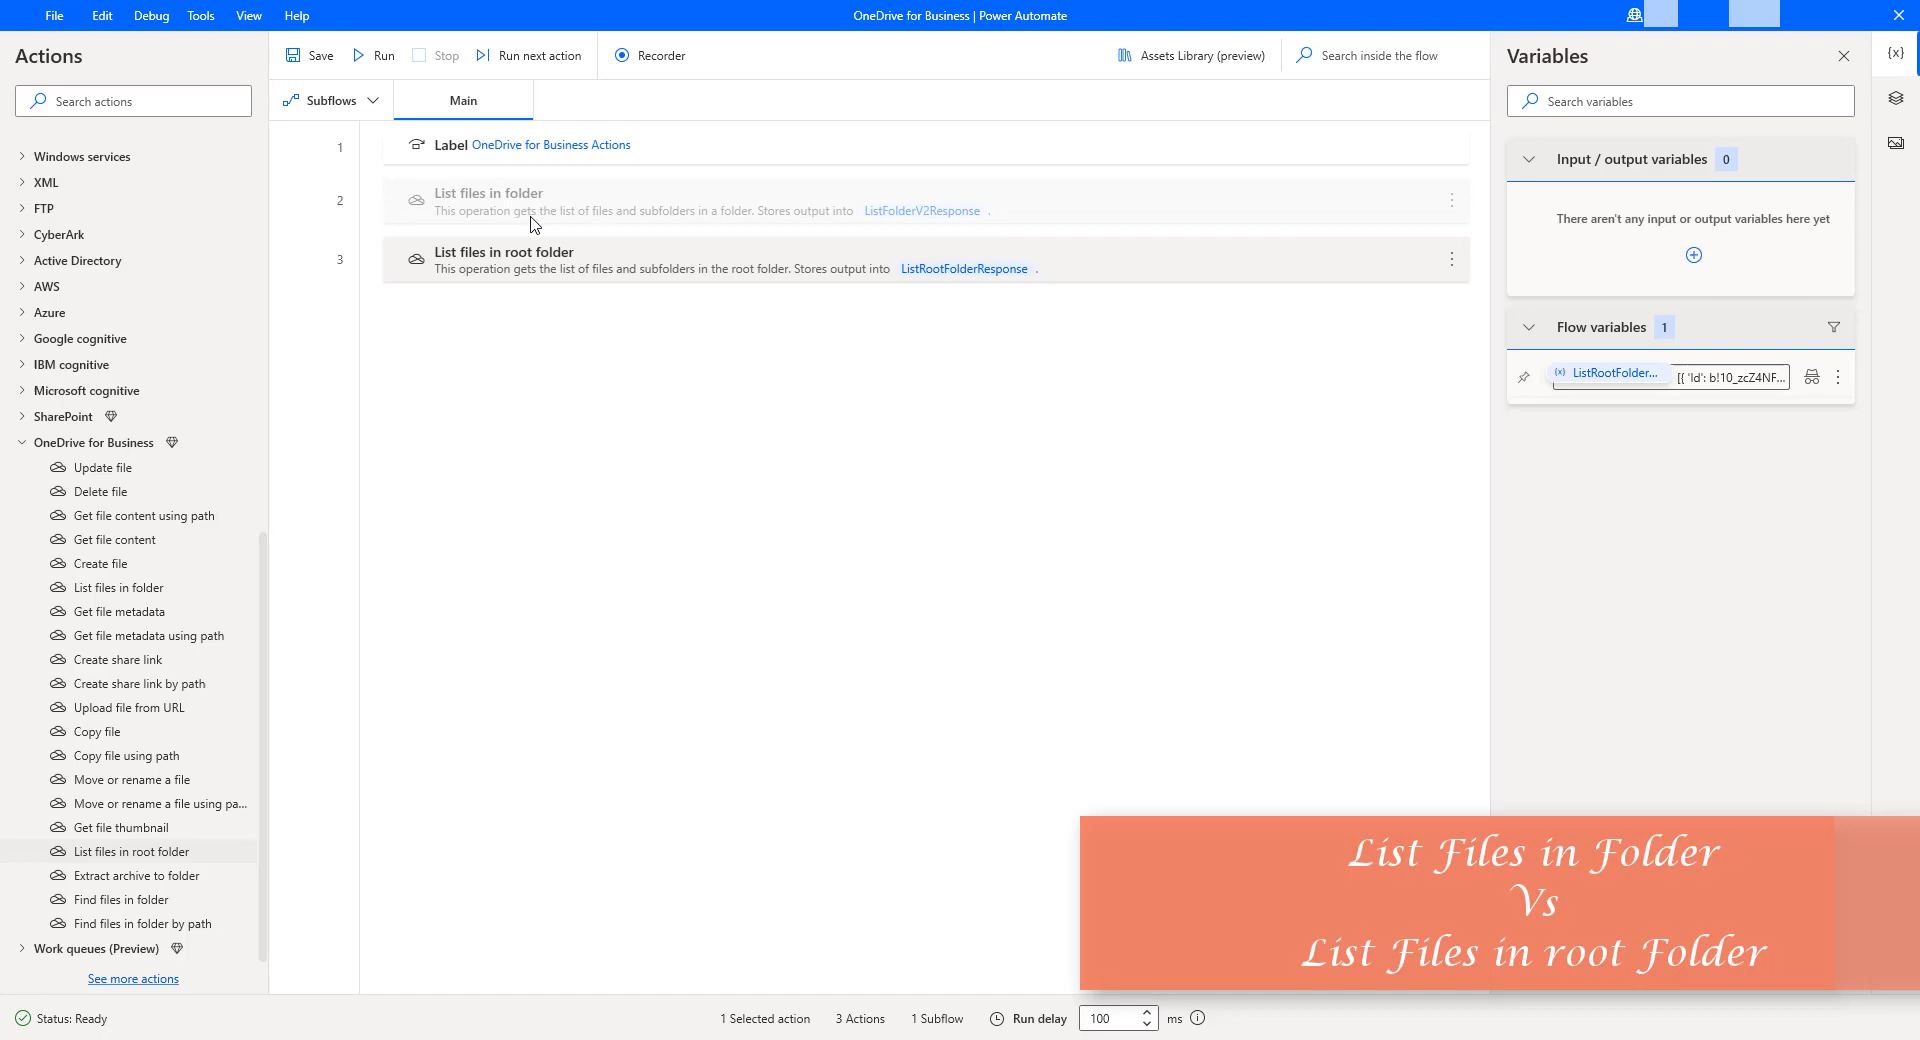 File Edit Debug Tools View Help
OneDrive for Business | Power Automate
Actions
Search actions
Windows services
XML
FTP
CyberArk
Active Directory
AWS
Azure
Google cognitive
IBM cognitive
Microsoft cognitive
SharePoint
OneDrive for Business
Update file
Delete file
Get file content using path
Get file content
Create file
List files in folder
Get file metadata
Get file metadata using path
Create share link
Create share link by path
Upload file from URL
Copy file
Copy file using path
Move or rename a file
Move or rename a file using pa...
Get file thumbnail
List files in root folder
Extract archive to folder
Find files in folder
Find files in folder by path
Work queues (Preview)
See more actions
Save Run Stop Run next action Recorder
Assets Library (preview) Search inside the flow
Subflows Main
1 Label OneDrive for Business Actions
2 List files in folder
This operation gets the list of files and subfolders in a folder. Stores output into ListFolderV2Response .
3 List files in root folder
This operation gets the list of files and subfolders in the root folder. Stores output into ListRootFolderResponse .
Variables
{x}
Search variables
Input / output variables 0
There aren't any input or output variables here yet
Flow variables 1
(x) ListRootFolder... [{ 'Id': b!10_zcZ4NF...
List Files in Folder
Vs
List Files in root Folder
Status: Ready
1 Selected action 3 Actions 1 Subflow Run delay 100 ms